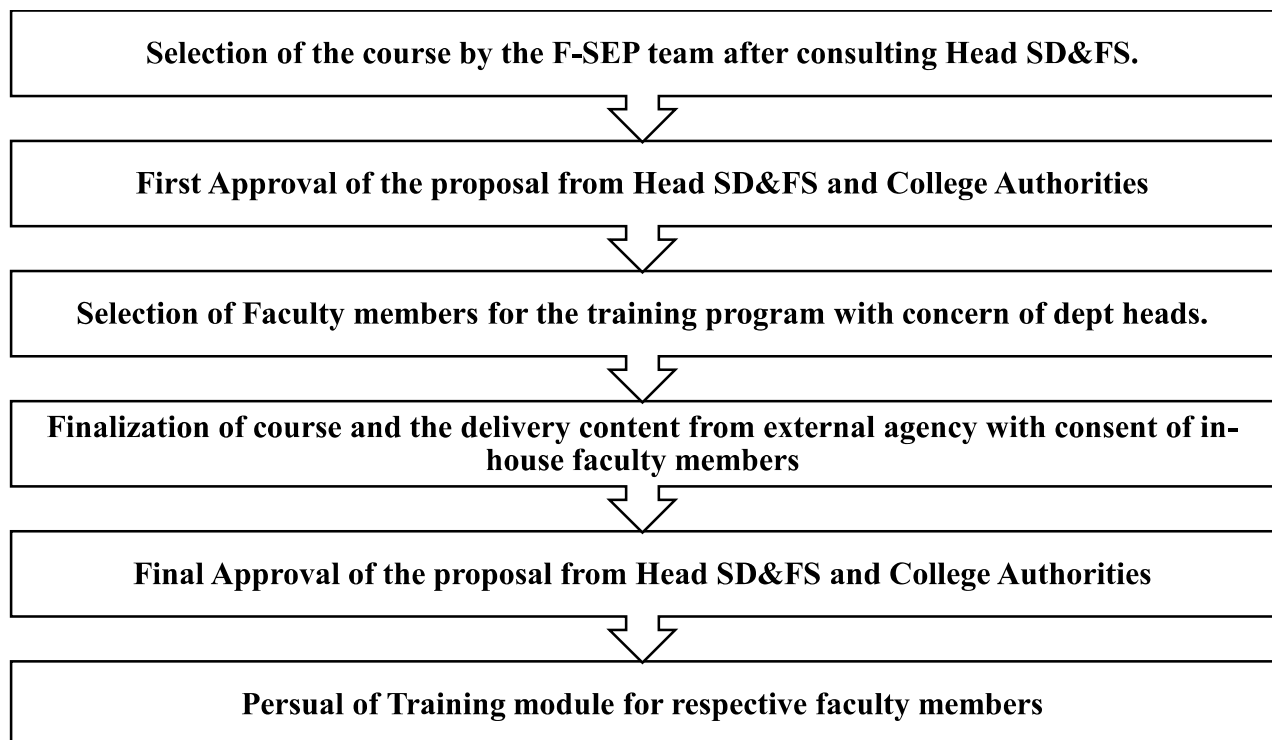 Selection of the course by the F-SEP team after consulting Head SD&FS.
First Approval of the proposal from Head SD&FS and College Authorities
Selection of Faculty members for the training program with concern of dept heads.
Finalization of course and the delivery content from external agency with consent of in-
house faculty members
Final Approval of the proposal from Head SD&FS and College Authorities
Persual of Training module for respective faculty members